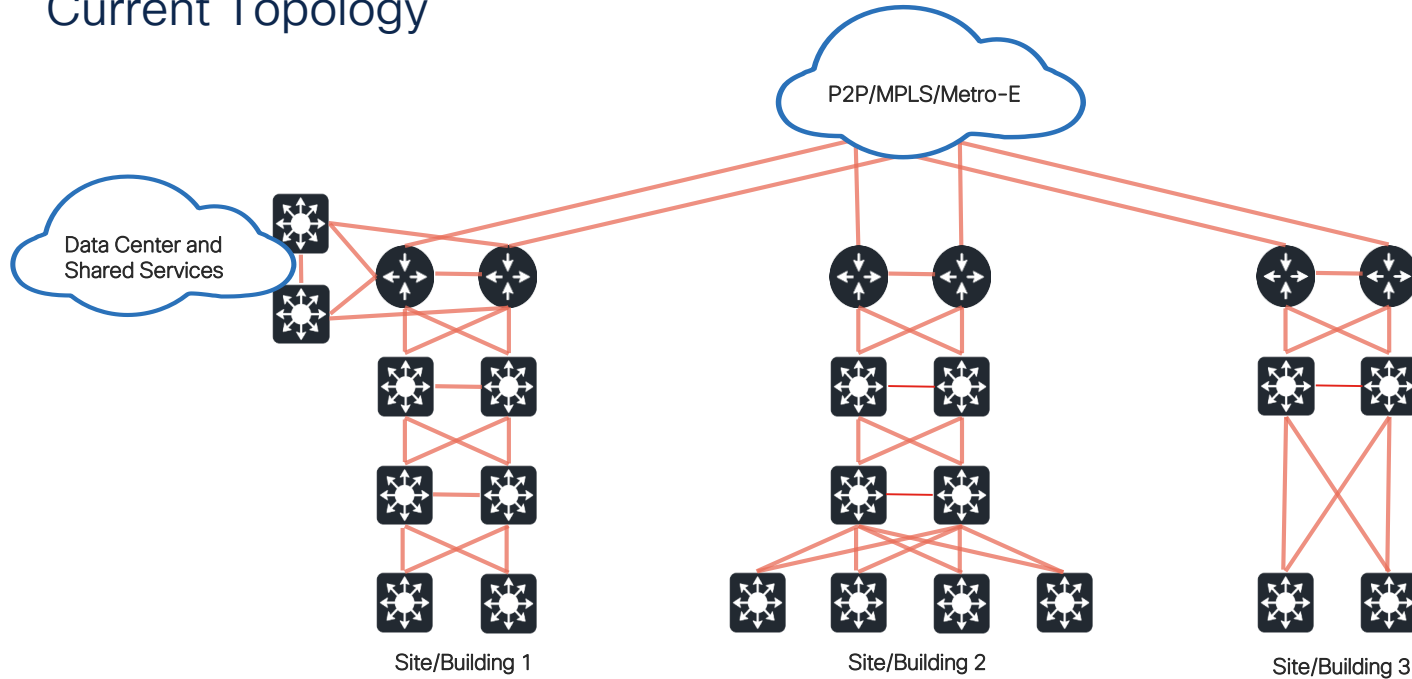 Current Topology
P2P/MPLS/Metro-E
Data Center and
Shared Services
Site/Building 1
Site/Building 2
Site/Building 3